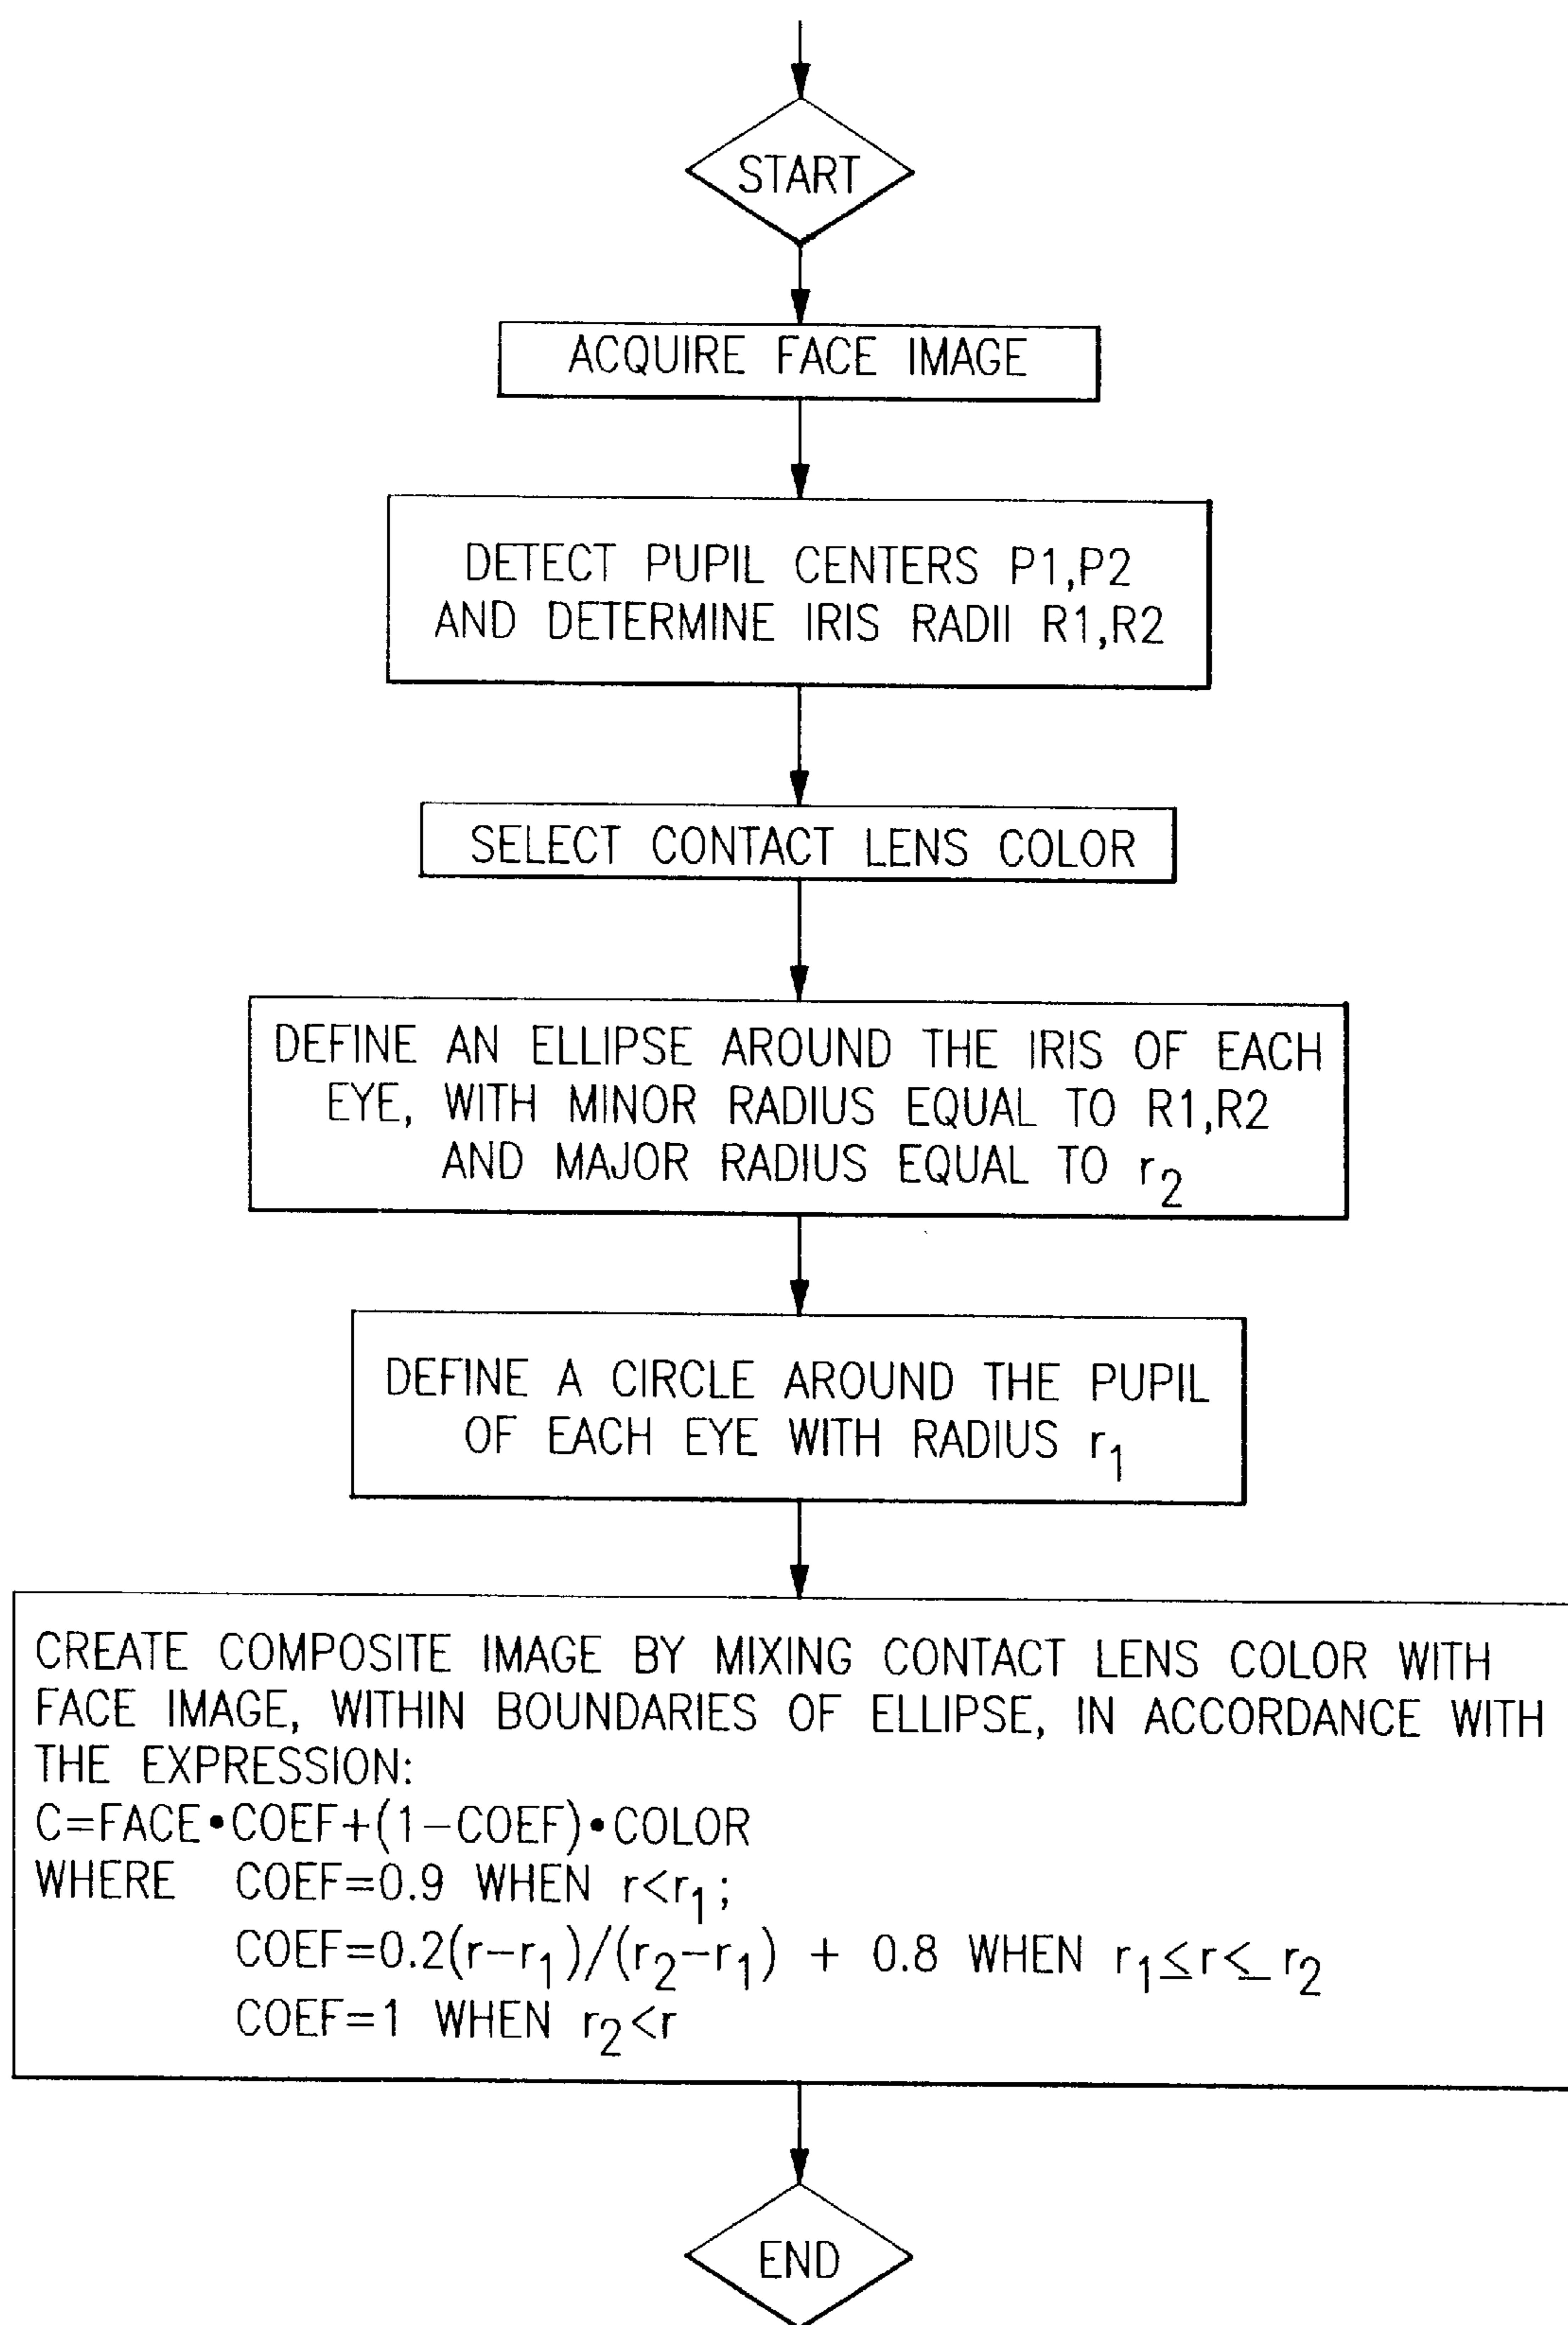 START
ACQUIRE FACE IMAGE
DETECT PUPIL CENTERS P1,P2
AND DETERMINE IRIS RADII R1,R2
SELECT CONTACT LENS COLOR
DEFINE AN ELLIPSE AROUND THE IRIS OF EACH
EYE, WITH MINOR RADIUS EQUAL TO R1,R2
AND MAJOR RADIUS EQUAL TO r₂
DEFINE A CIRCLE AROUND THE PUPIL
OF EACH EYE WITH RADIUS r₁
CREATE COMPOSITE IMAGE BY MIXING CONTACT LENS COLOR WITH
FACE IMAGE, WITHIN BOUNDARIES OF ELLIPSE, IN ACCORDANCE WITH
THE EXPRESSION:
C=FACE•COEF+(1−COEF)•COLOR
WHERE COEF=0.9 WHEN r<r₁;
COEF=0.2(r−r₁)/(r₂−r₁) + 0.8 WHEN r₁≤r≤r₂
COEF=1 WHEN r₂<r
END